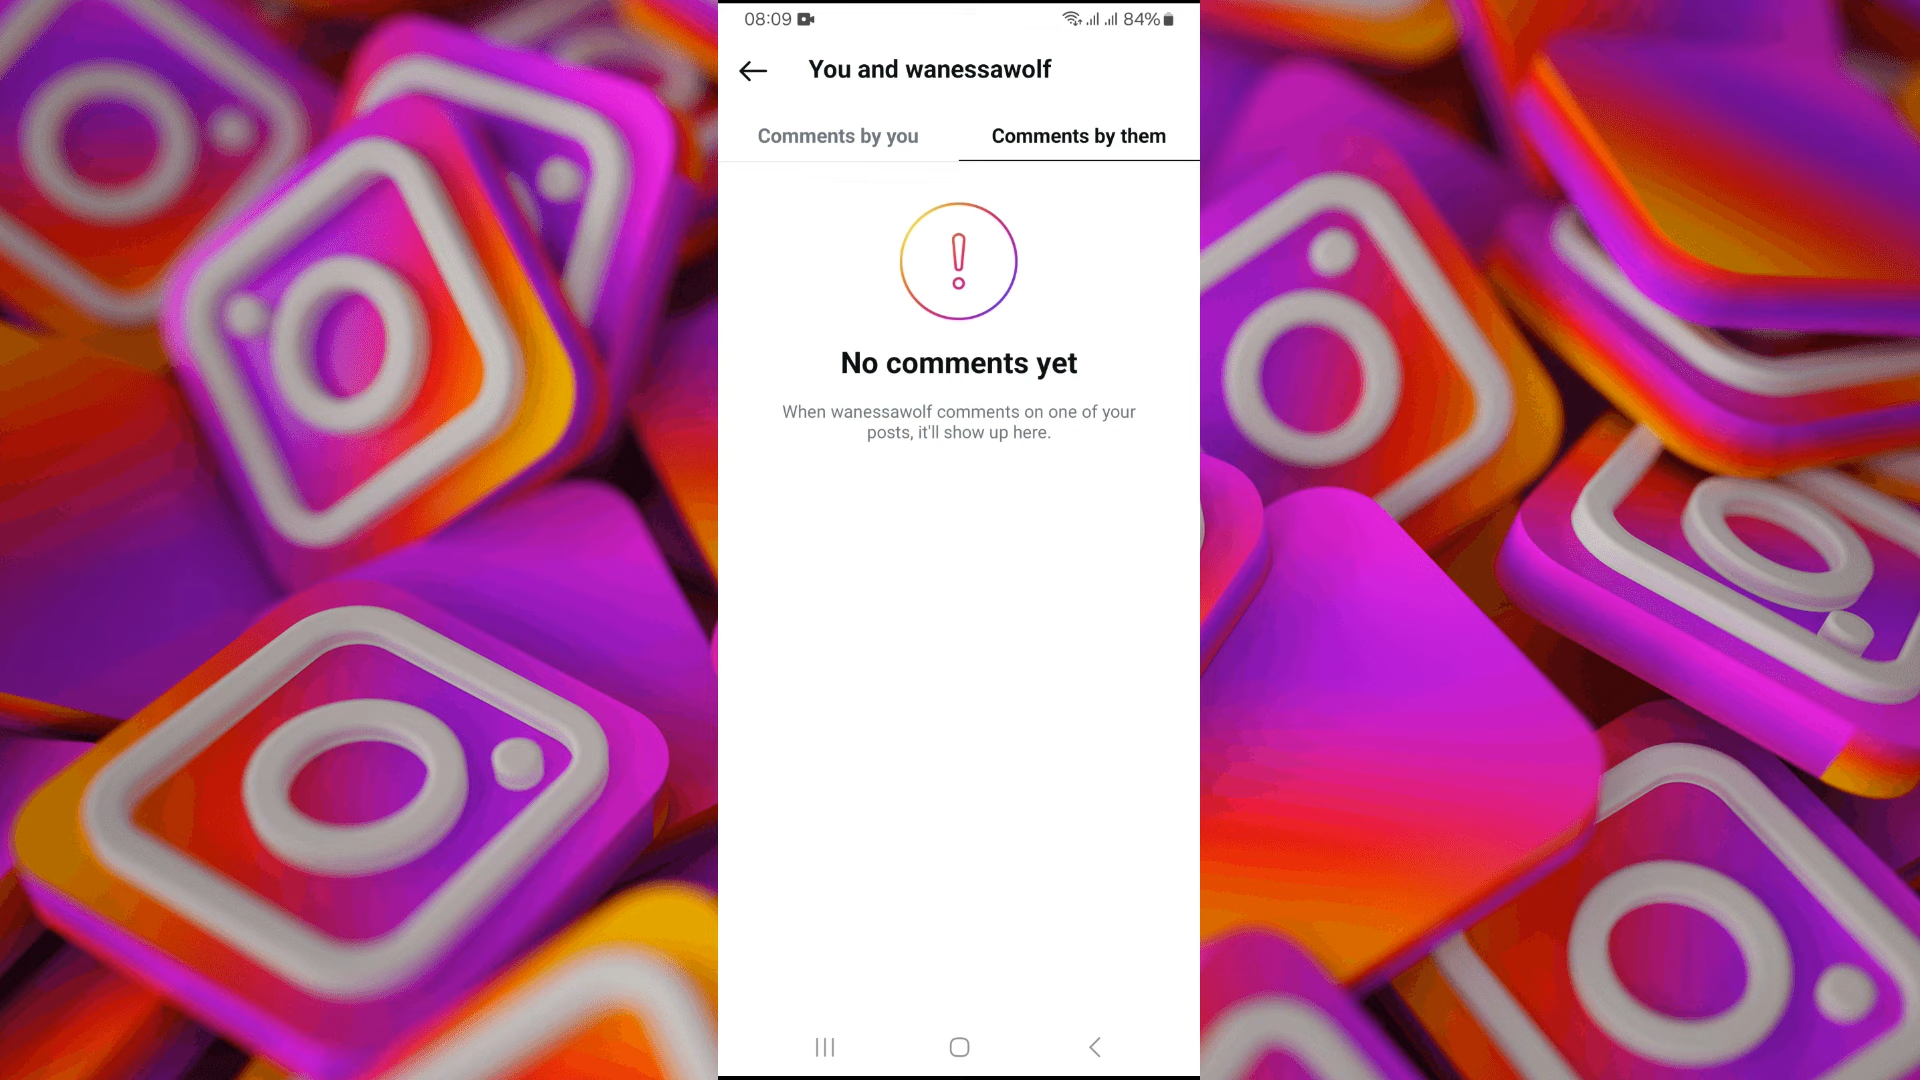 08:09
84%
You and wanessawolf
Comments by you
Comments by them
No comments yet
When wanessawolf comments on one of your
posts, it'll show up here.